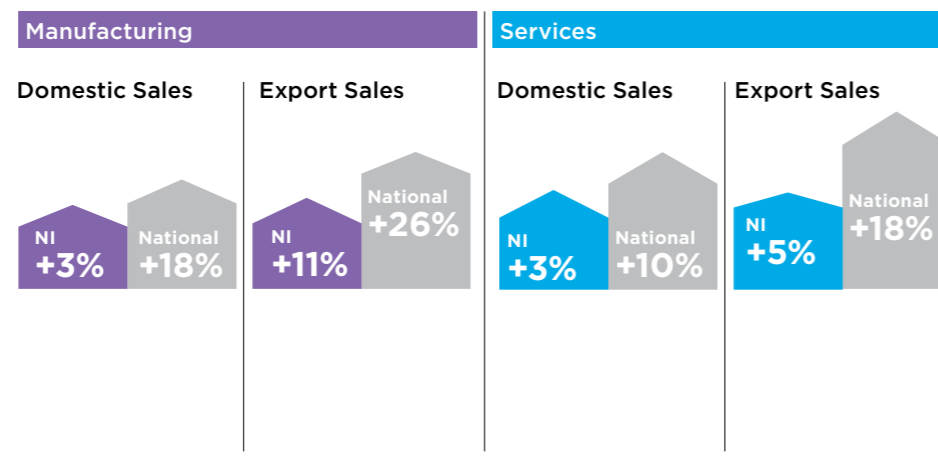 Manufacturing
Domestic Sales
NI
+3%
National
+18%
Export Sales
NI
+11%
National
+26%
Services
Domestic Sales
NI
+3%
National
+10%
Export Sales
NI
+5%
National
+18%